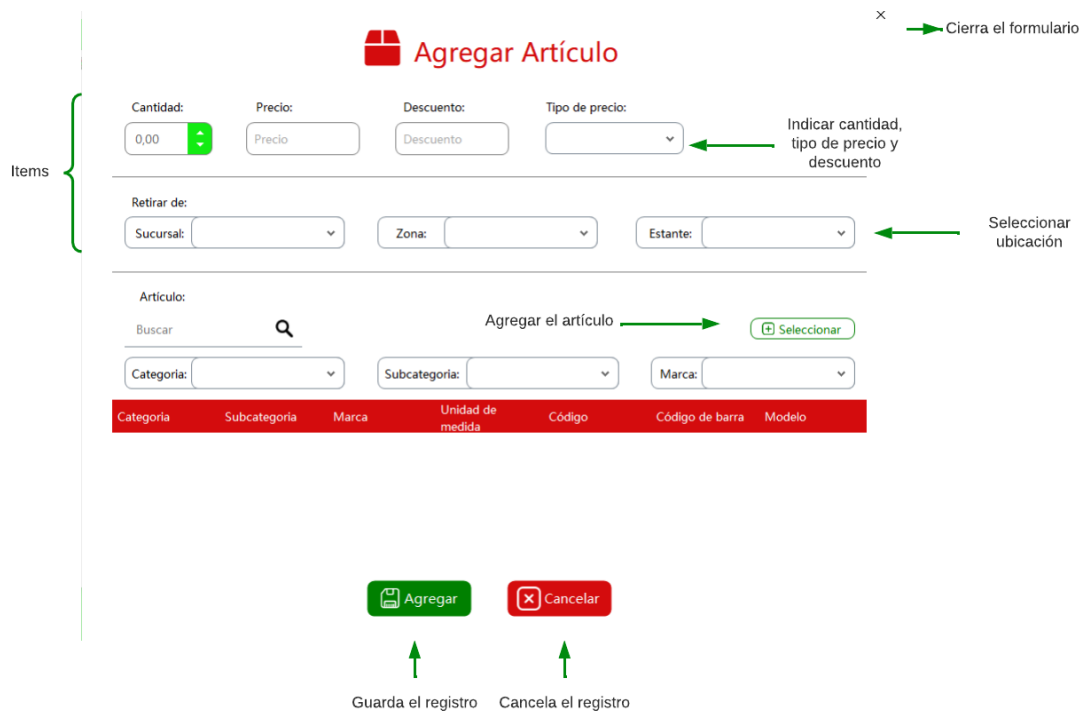 ×
Cierra el formulario
Agregar Artículo
Cantidad:
Precio:
Descuento:
Tipo de precio:
0,00
Precio
Descuento
Indicar cantidad,
tipo de precio y
descuento
Items
Retirar de:
Sucursal:
Zona:
Estante:
Seleccionar
ubicación
Artículo:
Buscar
Agregar el artículo
Seleccionar
Categoria:
Subcategoria:
Marca:
Categoria
Subcategoria
Marca
Unidad de
medida
Código
Código de barra
Modelo
Agregar
Cancelar
Guarda el registro
Cancela el registro